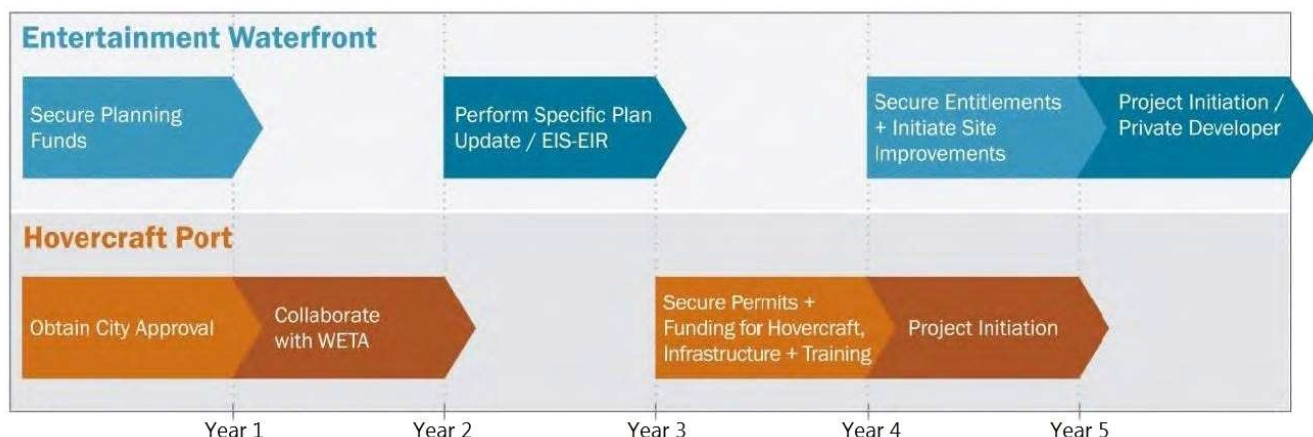 Entertainment Waterfront
Secure Planning
Funds
Perform Specific Plan
Update / EIS-EIR
Secure Entitlements
+ Initiate Site
Improvements
Project Initiation /
Private Developer
Hovercraft Port
Obtain City Approval
Collaborate
with WETA
Secure Permits +
Funding for Hovercraft,
Infrastructure + Training
Project Initiation
Year 1
Year 2
Year 3
Year 4
Year 5